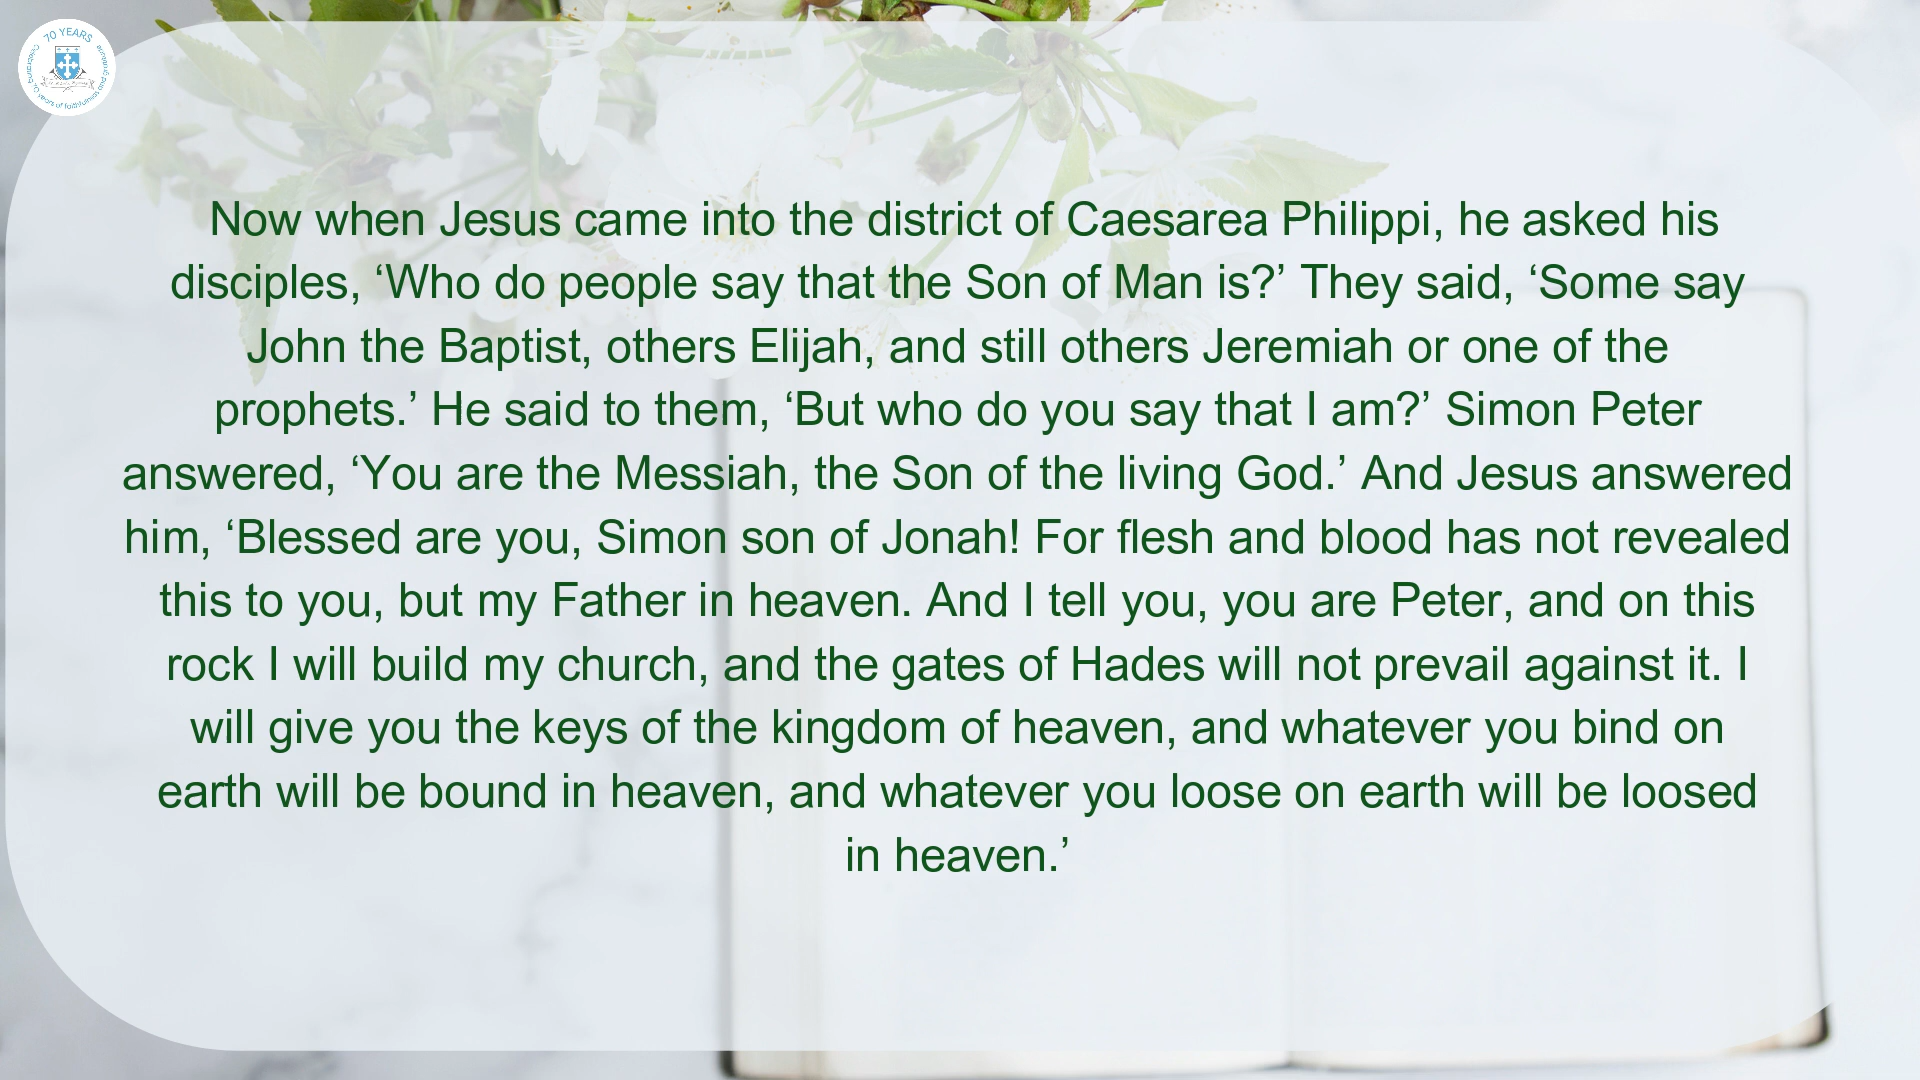 70 YEARS
Now when Jesus came into the district of Caesarea Philippi, he asked his
disciples, ‘Who do people say that the Son of Man is?’ They said, ‘Some say
John the Baptist, others Elijah, and still others Jeremiah or one of the
prophets.’ He said to them, ‘But who do you say that I am?’ Simon Peter
answered, ‘You are the Messiah, the Son of the living God.’ And Jesus answered
him, ‘Blessed are you, Simon son of Jonah! For flesh and blood has not revealed
this to you, but my Father in heaven. And I tell you, you are Peter, and on this
rock I will build my church, and the gates of Hades will not prevail against it. I
will give you the keys of the kingdom of heaven, and whatever you bind on
earth will be bound in heaven, and whatever you loose on earth will be loosed
in heaven.’